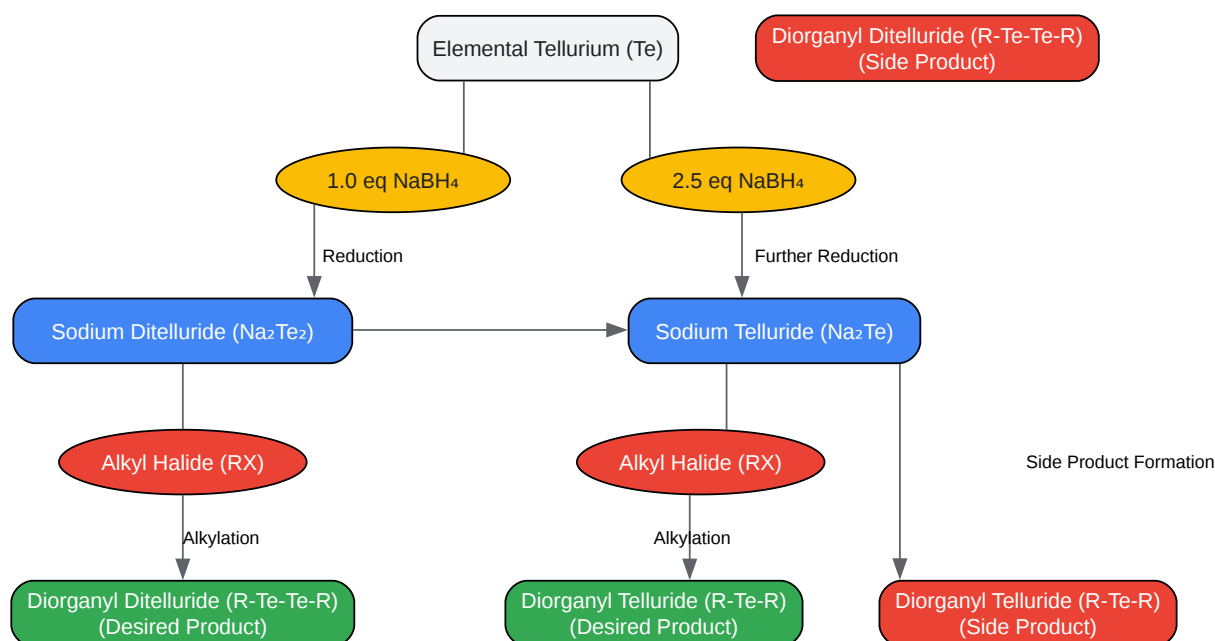 Elemental Tellurium (Te)
Diorganyl Ditelluride (R-Te-Te-R)
(Side Product)
1.0 eq NaBH₄
2.5 eq NaBH₄
Reduction
Further Reduction
Sodium Ditelluride (Na₂Te₂)
Sodium Telluride (Na₂Te)
Alkyl Halide (RX)
Alkyl Halide (RX)
Side Product Formation
Alkylation
Alkylation
Diorganyl Ditelluride (R-Te-Te-R)
(Desired Product)
Diorganyl Telluride (R-Te-R)
(Desired Product)
Diorganyl Telluride (R-Te-R)
(Side Product)